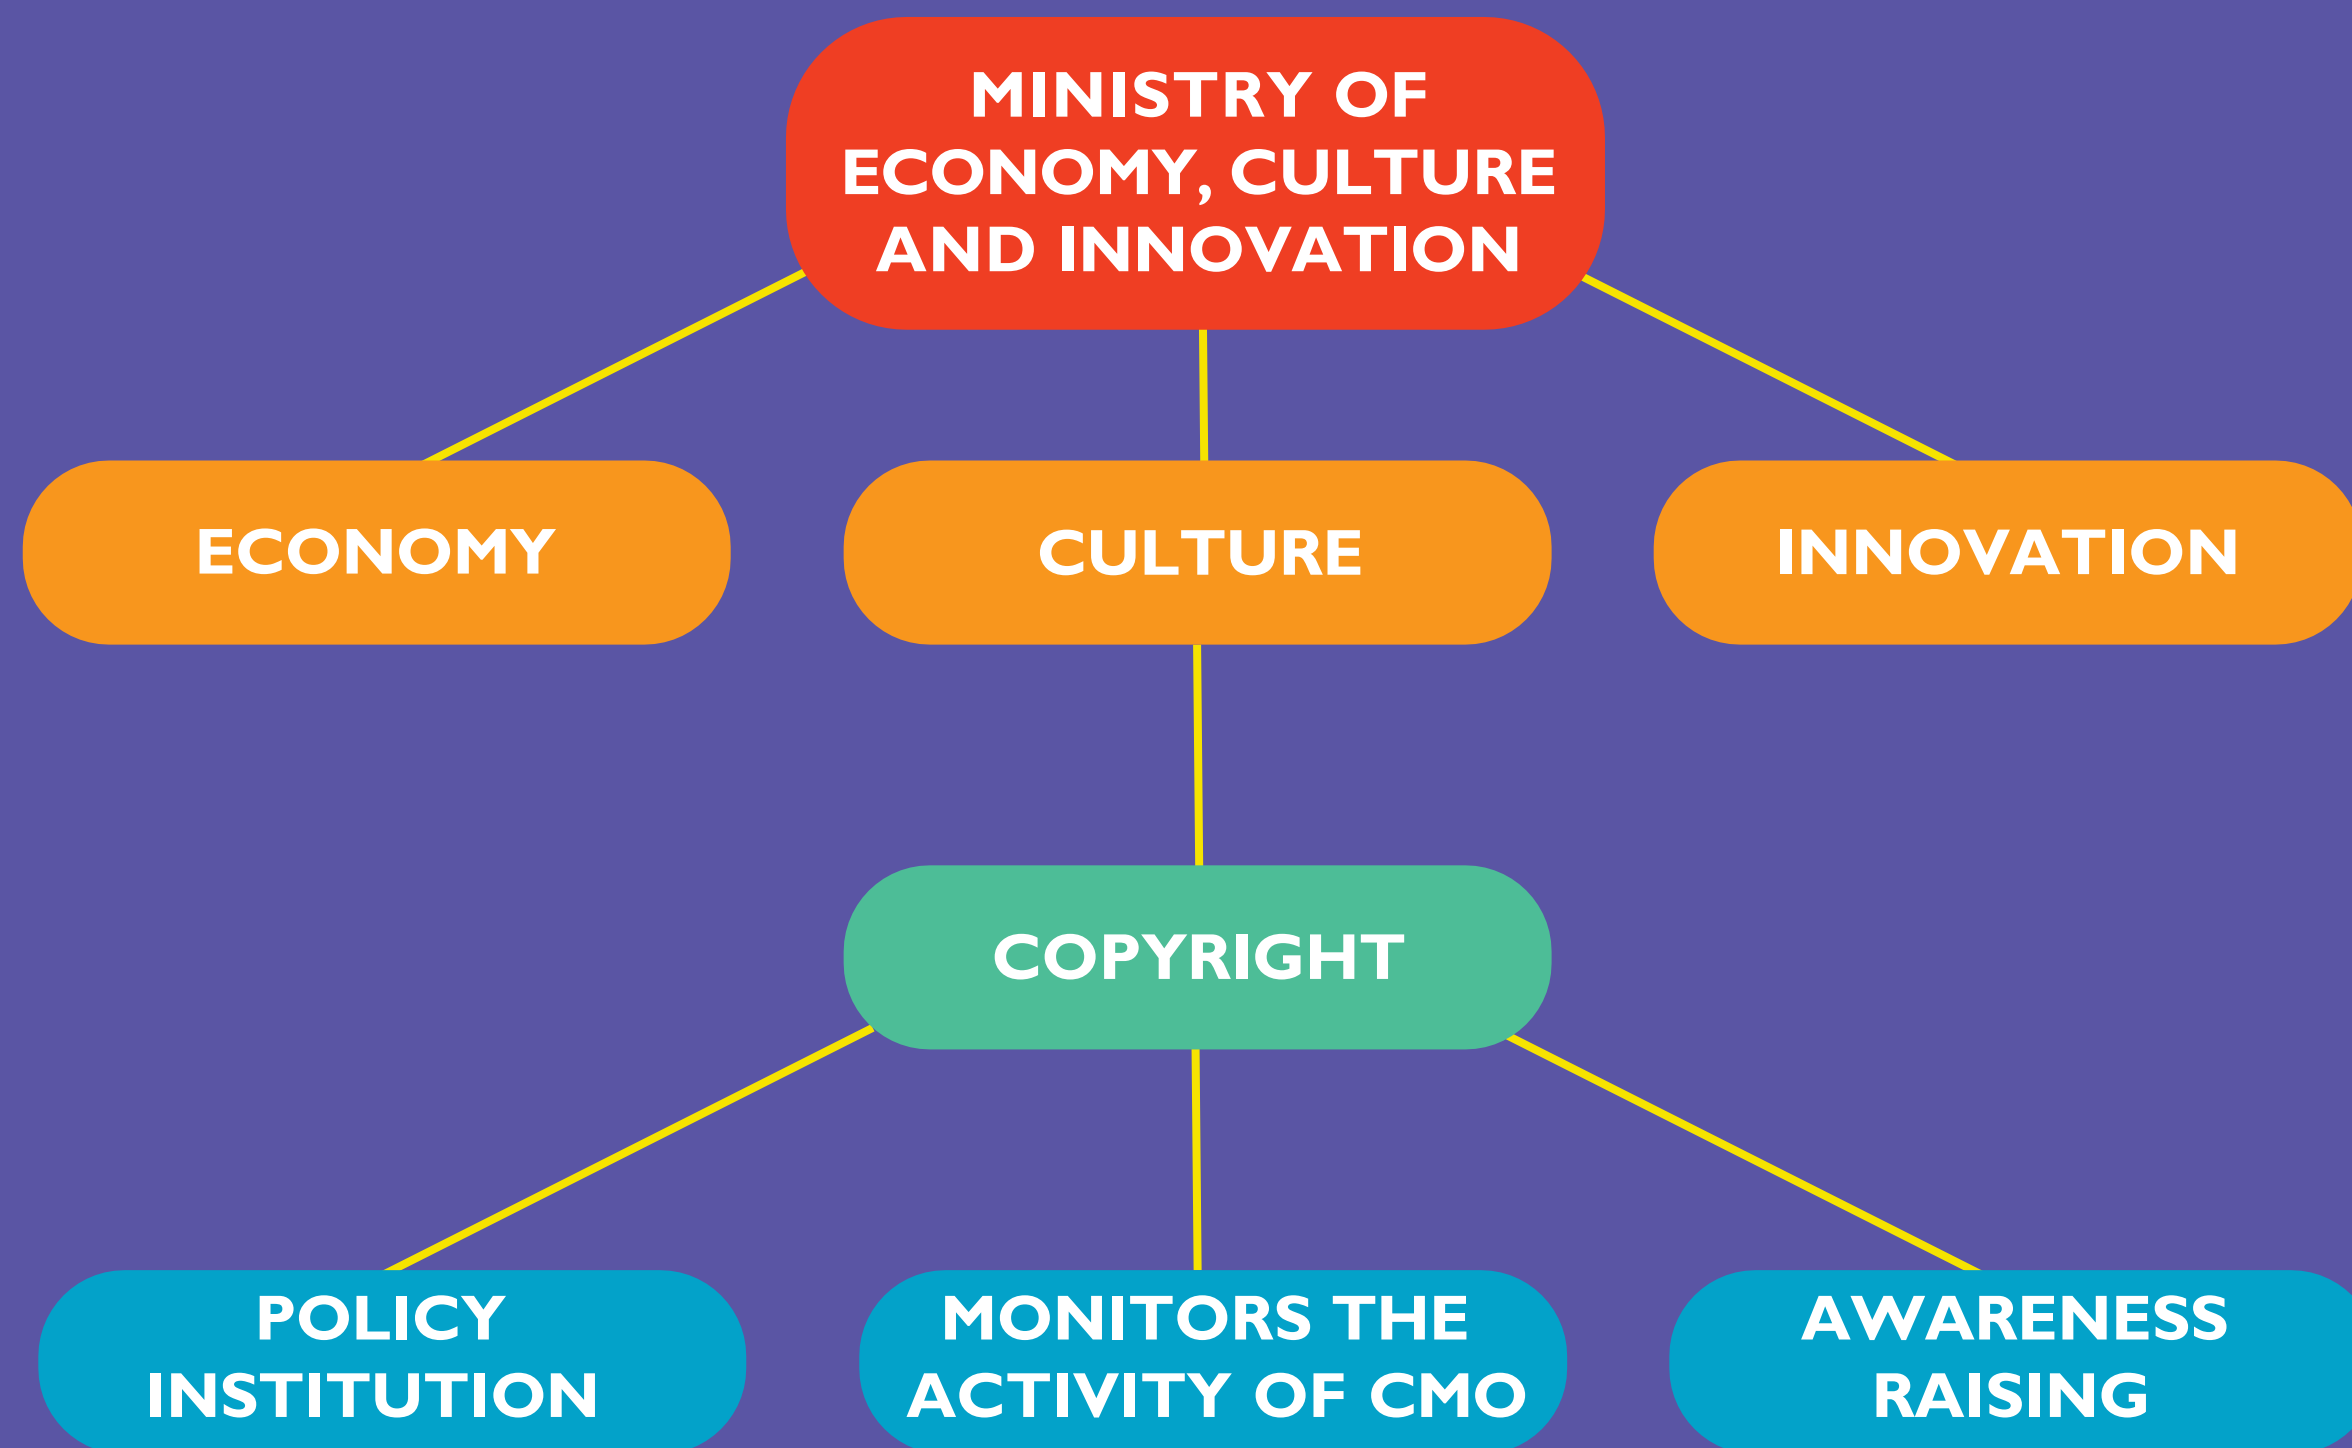 MINISTRY OF
ECONOMY, CULTURE
AND INNOVATION
ECONOMY
CULTURE
INNOVATION
COPYRIGHT
POLICY
INSTITUTION
MONITORS THE
ACTIVITY OF CMO
AWARENESS
RAISING